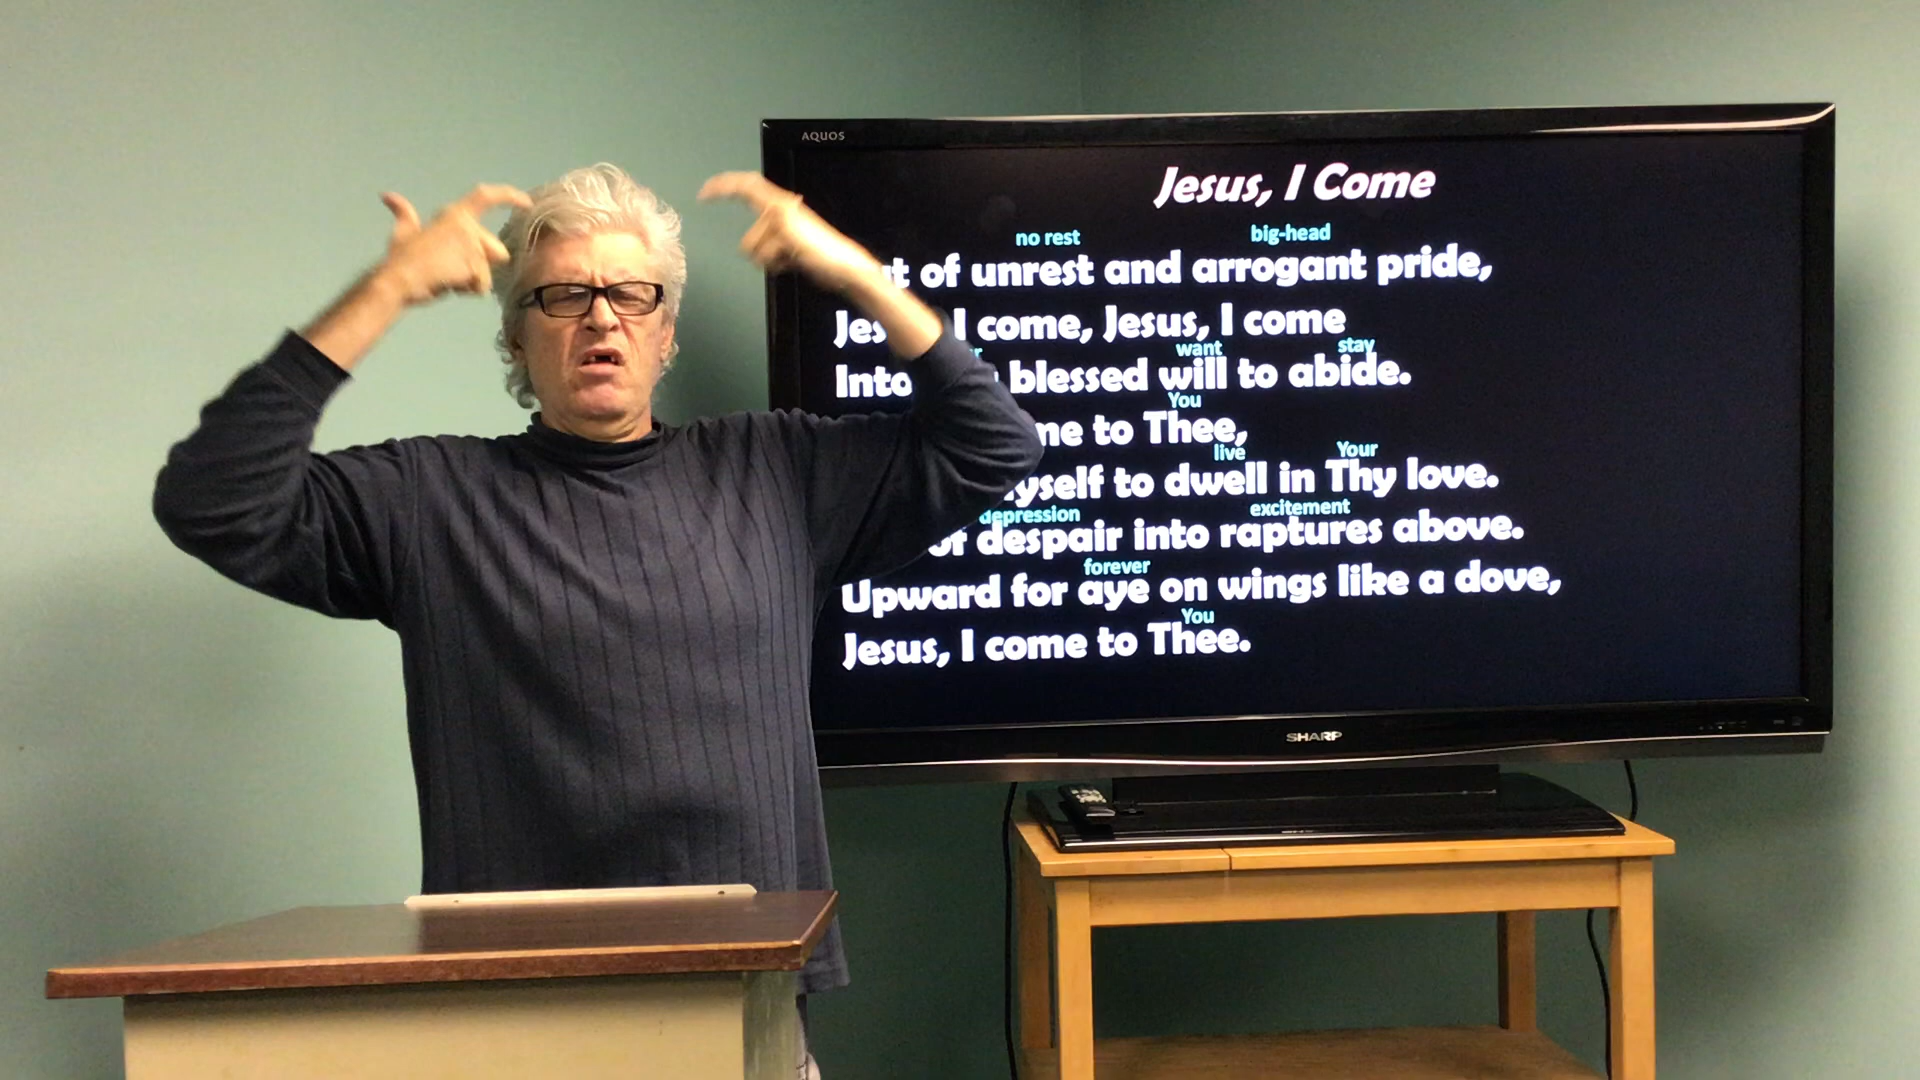 AQUOS
Jesus, I Come
no rest big-head
of unrest and arrogant pride,
I come, Jesus, I come
want stay
Into blessed will to abide.
You
to Thee,
live Your
to dwell in Thy love.
depression excitement
of despair into raptures above.
forever
Upward for aye on wings like a dove,
You
Jesus, I come to Thee.
SHARP